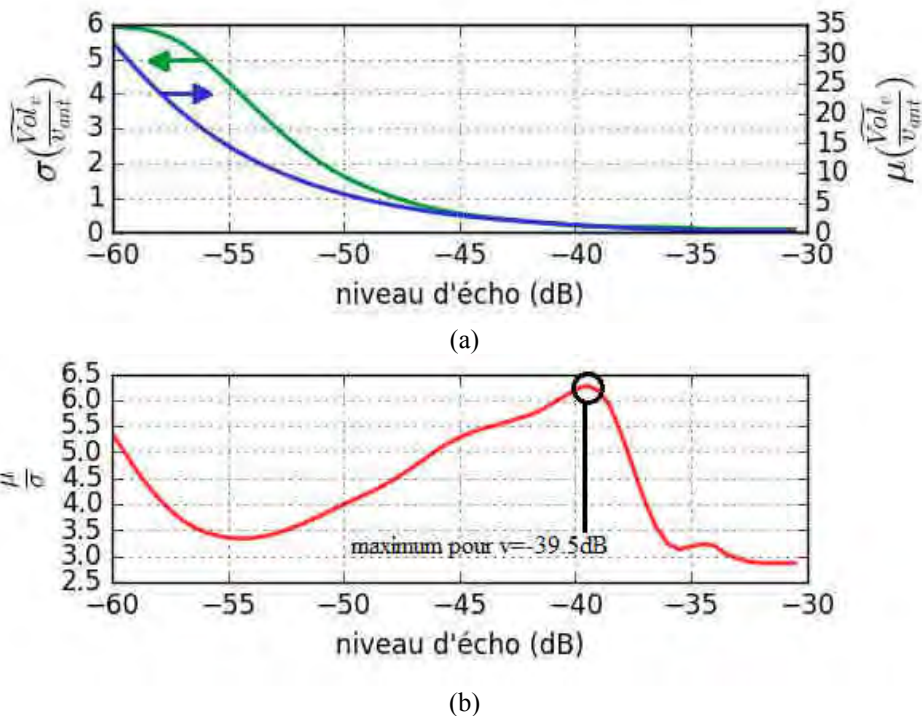 6 5 4 3 2 1 0
σ(Vol_v/v_ant)
35 30 25 20 15 10 5 0
μ(Vol_v/v_ant)
−60 −55 −50 −45 −40 −35 −30
niveau d'écho (dB)
(a)
6.5 6.0 5.5 5.0 4.5 4.0 3.5 3.0 2.5
μ/σ
maximum pour v=-39.5dB
−60 −55 −50 −45 −40 −35 −30
niveau d'écho (dB)
(b)